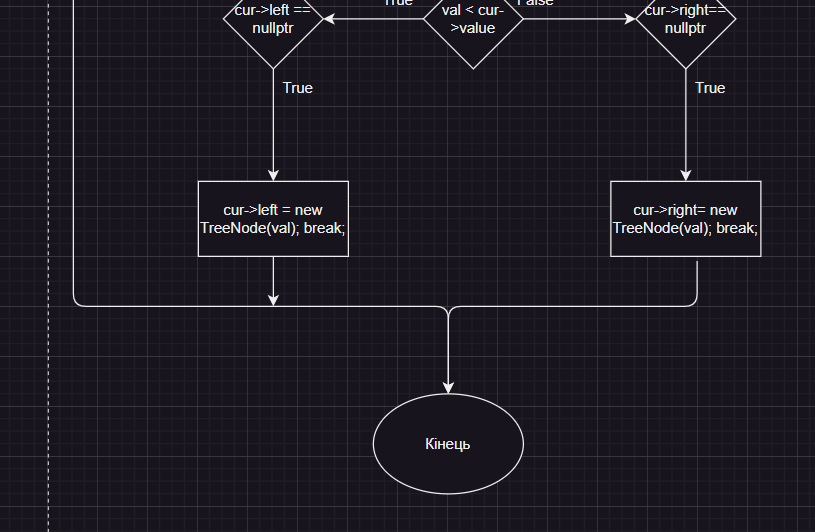 True
False
cur->left ==
nullptr
val < cur-
>value
cur->right==
nullptr
True
True
cur->left = new
TreeNode(val); break;
cur->right= new
TreeNode(val); break;
Кінець